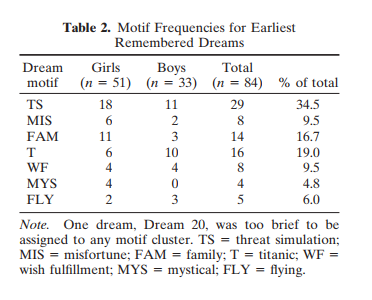 Table 2. Motif Frequencies for Earliest
Remembered Dreams
Dream Girls Boys Total
motif (n = 51) (n = 33) (n = 84) % of total
TS 18 11 29 34.5
MIS 6 2 8 9.5
FAM 11 3 14 16.7
T 6 10 16 19.0
WF 4 4 8 9.5
MYS 4 0 4 4.8
FLY 2 3 5 6.0
Note. One dream, Dream 20, was too brief to be
assigned to any motif cluster. TS = threat simulation;
MIS = misfortune; FAM = family; T = titanic; WF =
wish fulfillment; MYS = mystical; FLY = flying.